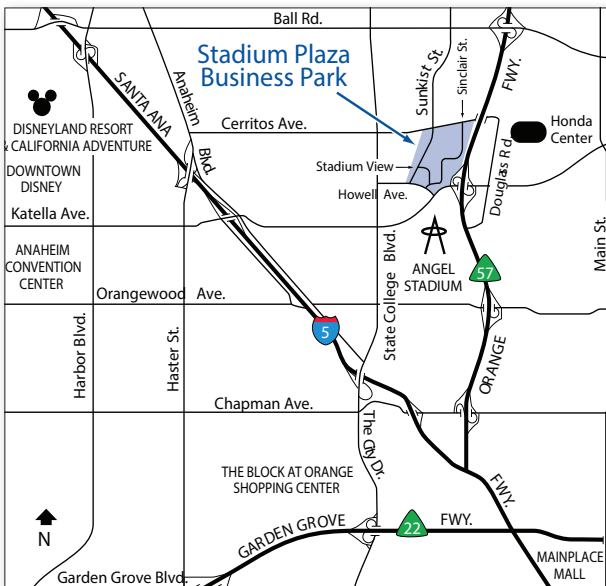 Ball Rd.
Stadium Plaza
Business Park
SANTA ANA
Anaheim
Blvd.
Sunkist St.
Sinclair St.
FWY.
Cerritos Ave.
Honda
Center
DISNEYLAND RESORT
& CALIFORNIA ADVENTURE
Stadium View
Douglass Rd.
DOWNTOWN
DISNEY
Howell Ave.
Katella Ave.
Main St.
ANAHEIM
CONVENTION
CENTER
State College Blvd.
ANGEL
STADIUM
57
Orangewood Ave.
5
Harbor Blvd.
Haster St.
ORANGE
Chapman Ave.
The City Dr.
THE BLOCK AT ORANGE
SHOPPING CENTER
FWY.
N
GARDEN GROVE
22
FWY.
MAINPLACE
MALL
Garden Grove Blvd.